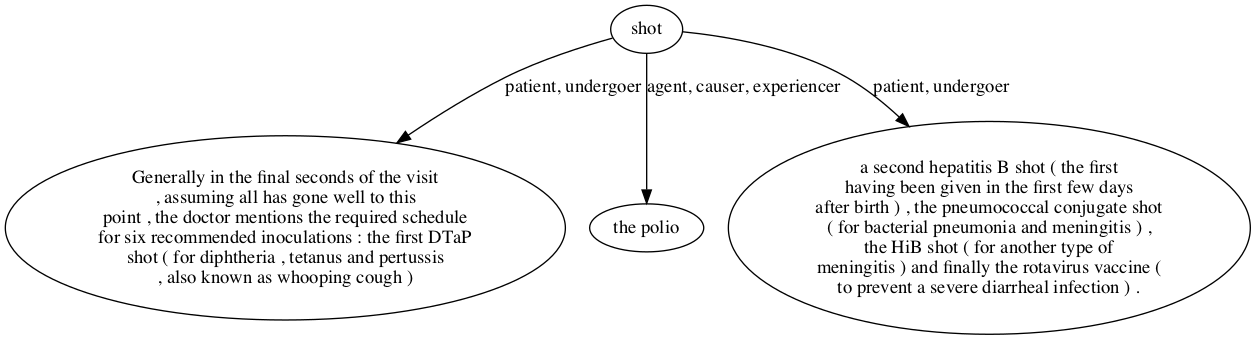 shot
patient, undergoer
agent, causer, experiencer
patient, undergoer
Generally in the final seconds of the visit
, assuming all has gone well to this
point , the doctor mentions the required schedule
for six recommended inoculations : the first DTaP
shot ( for diphtheria , tetanus and pertussis
, also known as whooping cough )
the polio
a second hepatitis B shot ( the first
having been given in the first few days
after birth ) , the pneumococcal conjugate shot
( for bacterial pneumonia and meningitis ) ,
the HiB shot ( for another type of
meningitis ) and finally the rotavirus vaccine (
to prevent a severe diarrheal infection ) .